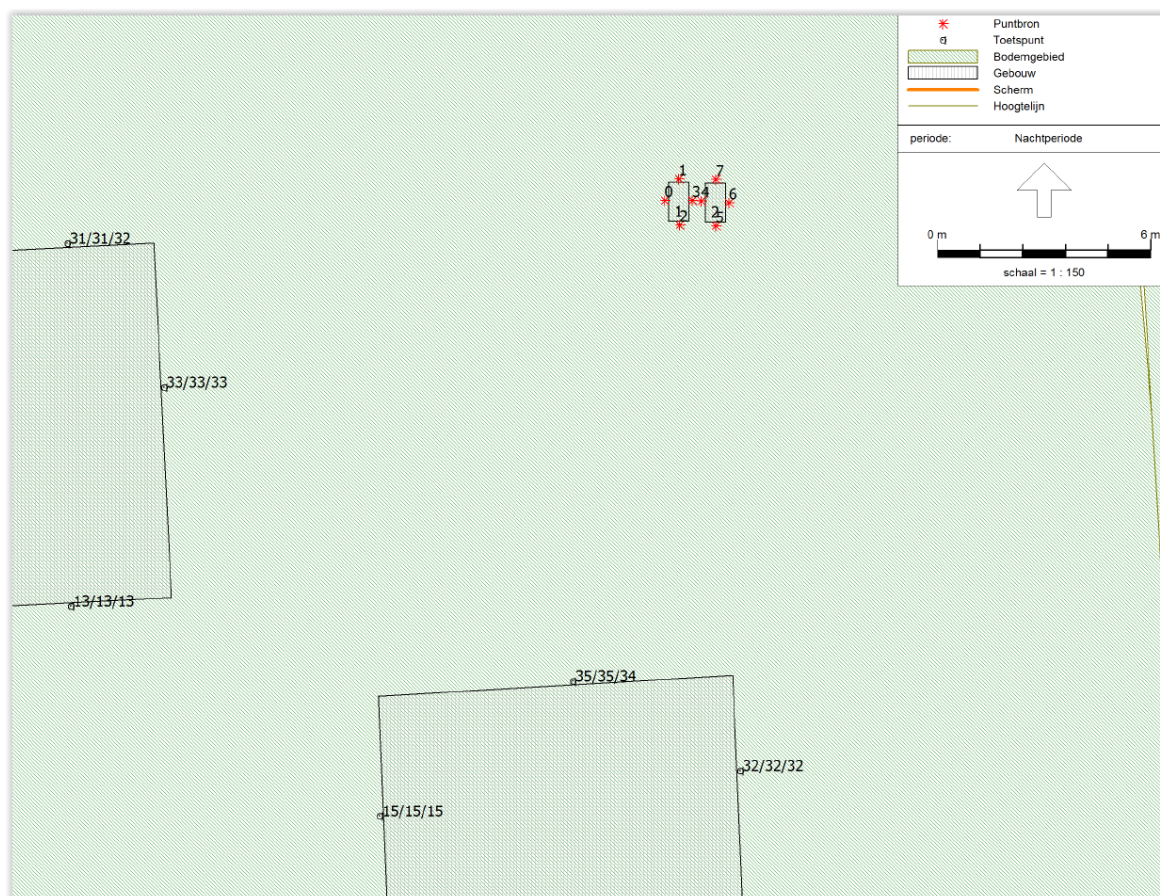 Puntbron
Toetspunt
Bodemgebied
Gebouw
Scherm
Hoogtelijn
periode: Nachtperiode
0 m 6 m
schaal = 1 : 150
1 7
0 34 6
1 2
2 5
31/31/32
33/33/33
13/13/13
35/35/34
32/32/32
15/15/15